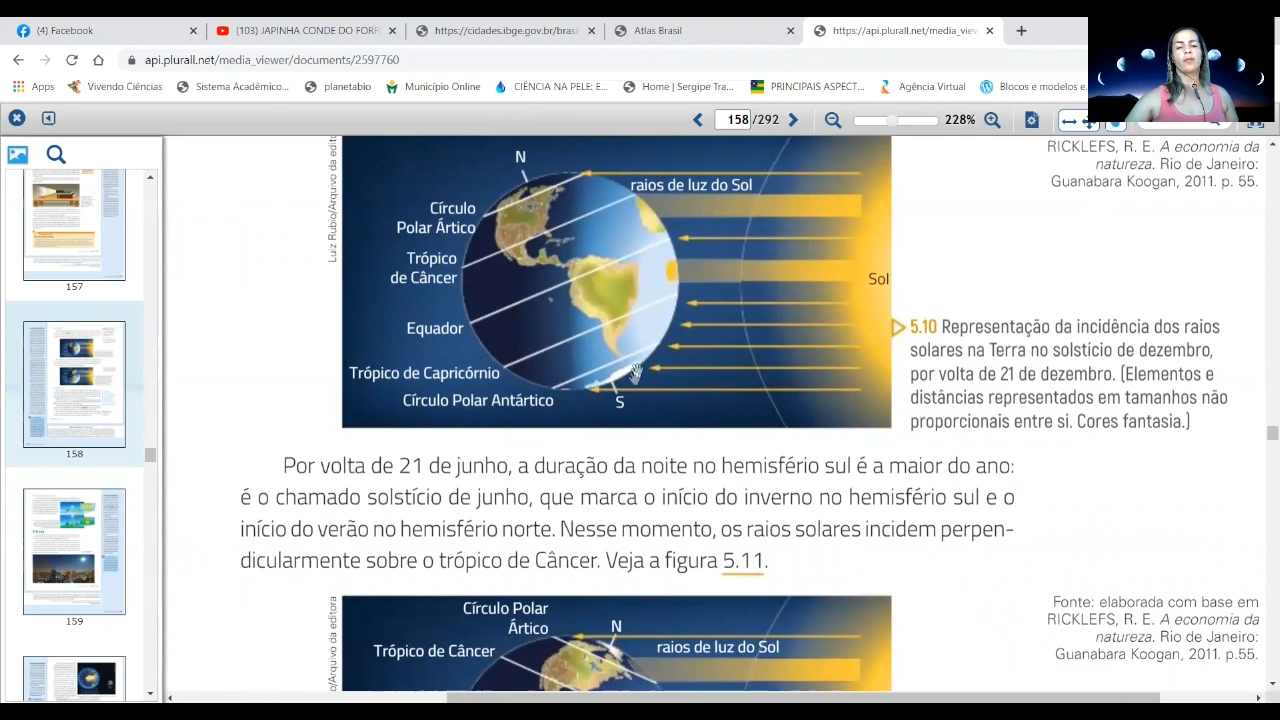 (4) Facebook
(103) JAPINHA CONDE DO FORR
https://cidades.ibge.gov.br/brasi
Atlas Brasil
https://api.plurall.net/media_view
api.plurall.net/media_viewer/documents/2597760
Apps
Vivendo Ciências
Sistema Acadêmico...
planetabio
Município Online
CIÊNCIA NA PELE: E...
Home | Sergipe Tra...
PRINCIPAIS ASPECT...
Agência Virtual
Blocos e modelos e
158 /292
228%
157
158
159
RICKLEFS, R. E. A economia da
natureza. Rio de Janeiro:
Guanabara Koogan, 2011. p. 55.
Luiz Rubio/Arquivo da edit
N
raios de luz do Sol
Círculo
Polar Ártico
Trópico
de Câncer
Sol
Equador
Trópico de Capricórnio
Círculo Polar Antártico
S
5.10 Representação da incidência dos raios
solares na Terra no solstício de dezembro,
por volta de 21 de dezembro. (Elementos e
distâncias representados em tamanhos não
proporcionais entre si. Cores fantasia.)
Por volta de 21 de junho, a duração da noite no hemisfério sul é a maior do ano:
é o chamado solstício de junho, que marca o início do inverno no hemisfério sul e o
início do verão no hemisfério norte. Nesse momento, os raios solares incidem perpen-
dicularmente sobre o trópico de Câncer. Veja a figura 5.11.
o/Arquivo da editora
Círculo Polar
Ártico
N
Trópico de Câncer
raios de luz do Sol
Fonte: elaborada com base em
RICKLEFS, R. E. A economia da
natureza. Rio de Janeiro:
Guanabara Koogan, 2011. p.55.